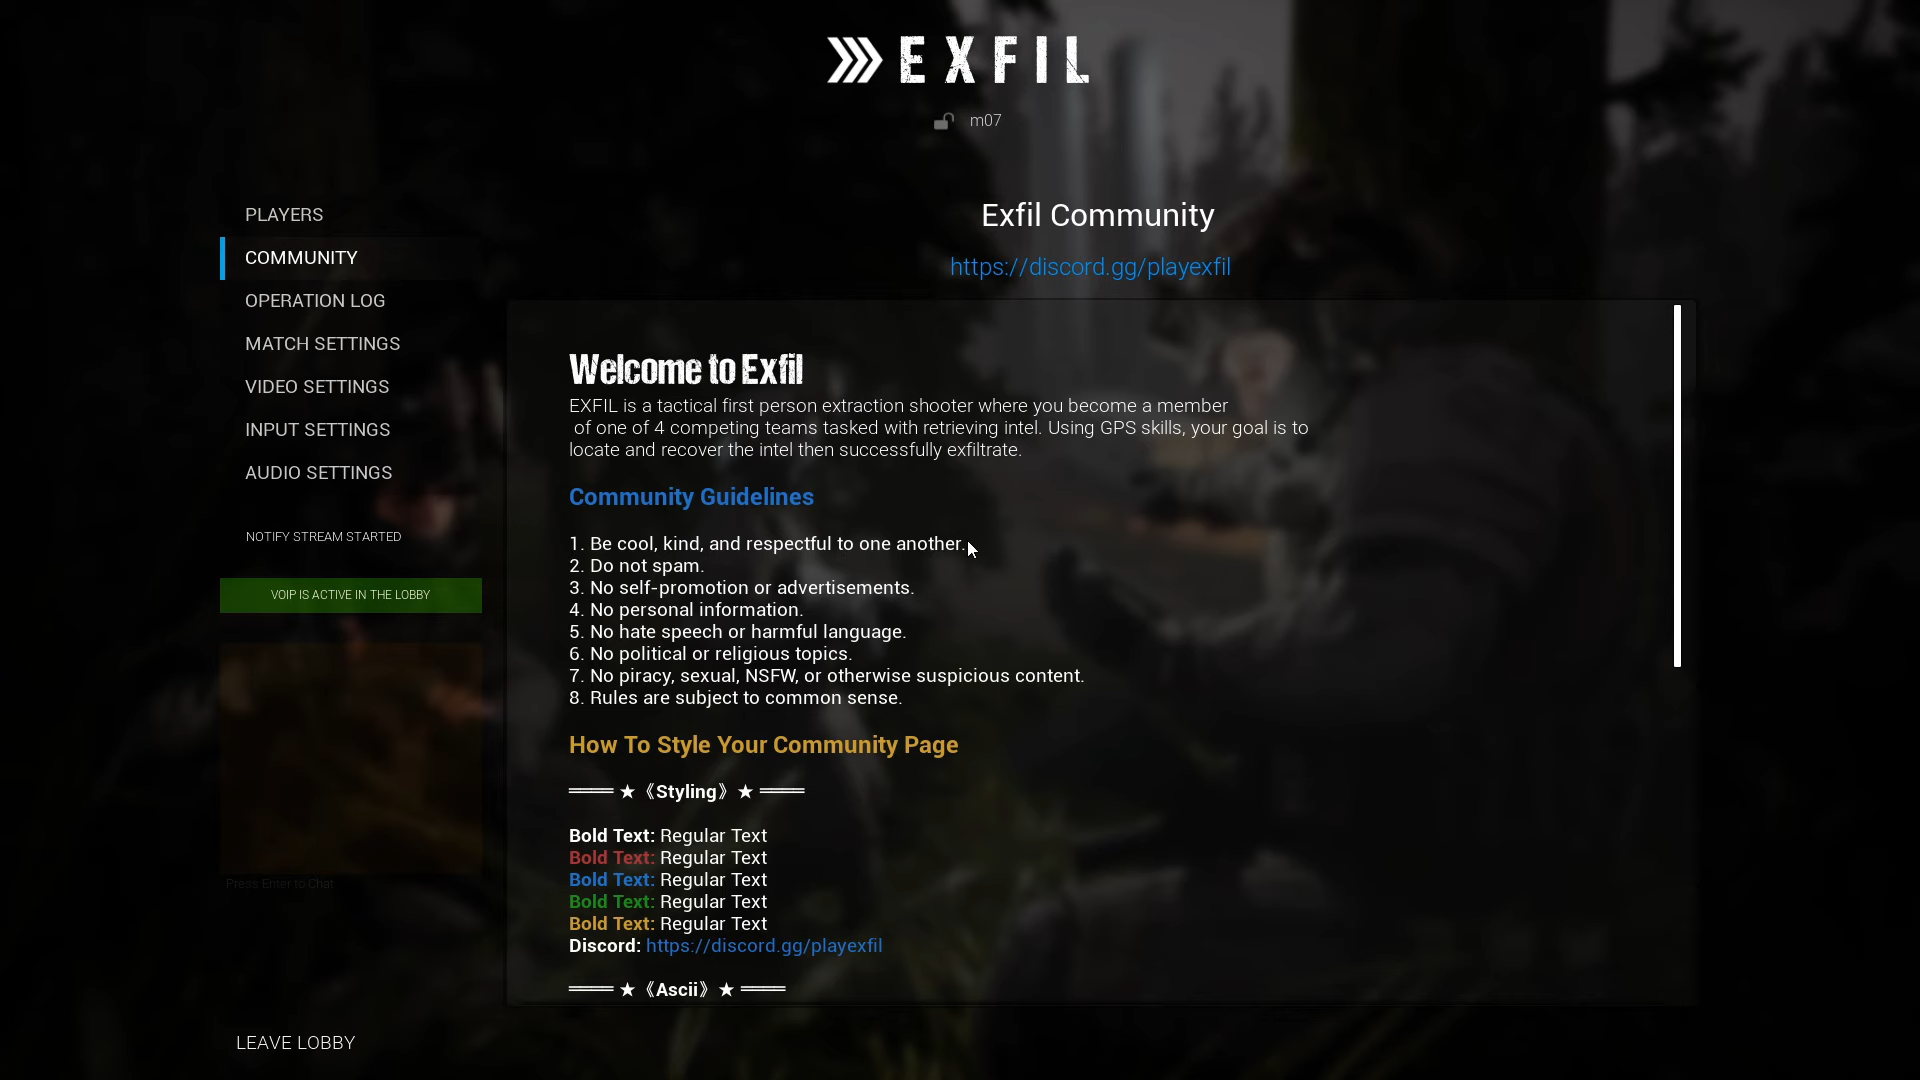 EXFIL
m07
PLAYERS
COMMUNITY
OPERATION LOG
MATCH SETTINGS
VIDEO SETTINGS
INPUT SETTINGS
AUDIO SETTINGS
NOTIFY STREAM STARTED
VOIP IS ACTIVE IN THE LOBBY
Press Enter to Chat
LEAVE LOBBY
Exfil Community
https://discord.gg/playexfil
Welcome to Exfil
EXFIL is a tactical first person extraction shooter where you become a member
of one of 4 competing teams tasked with retrieving intel. Using GPS skills, your goal is to
locate and recover the intel then successfully exfiltrate.
Community Guidelines
1. Be cool, kind, and respectful to one another.
2. Do not spam.
3. No self-promotion or advertisements.
4. No personal information.
5. No hate speech or harmful language.
6. No political or religious topics.
7. No piracy, sexual, NSFW, or otherwise suspicious content.
8. Rules are subject to common sense.
How To Style Your Community Page
════ ★《Styling》★ ════
Bold Text: Regular Text
Bold Text: Regular Text
Bold Text: Regular Text
Bold Text: Regular Text
Bold Text: Regular Text
Discord: https://discord.gg/playexfil
════ ★《Ascii》★ ════